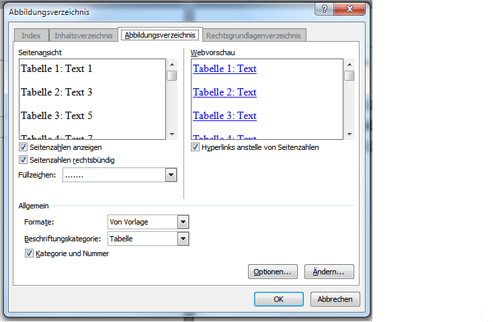 Abbildungsverzeichnis
Index
Inhaltsverzeichnis
Abbildungsverzeichnis
Rechtsgrundlagenverzeichnis
Seitenansicht
Tabelle 1: Text 1
Tabelle 2: Text 3
Tabelle 3: Text 5
Tabelle 4: Text 7
Webvorschau
Tabelle 1: Text
Tabelle 2: Text
Tabelle 3: Text
Tabelle 4: Text
Seitenzahlen anzeigen
Seitenzahlen rechtsbündig
Hyperlinks anstelle von Seitenzahlen
Füllzeichen: .......
Allgemein
Formate: Von Vorlage
Beschriftungskategorie: Tabelle
Kategorie und Nummer
Optionen... Ändern...
OK Abbrechen